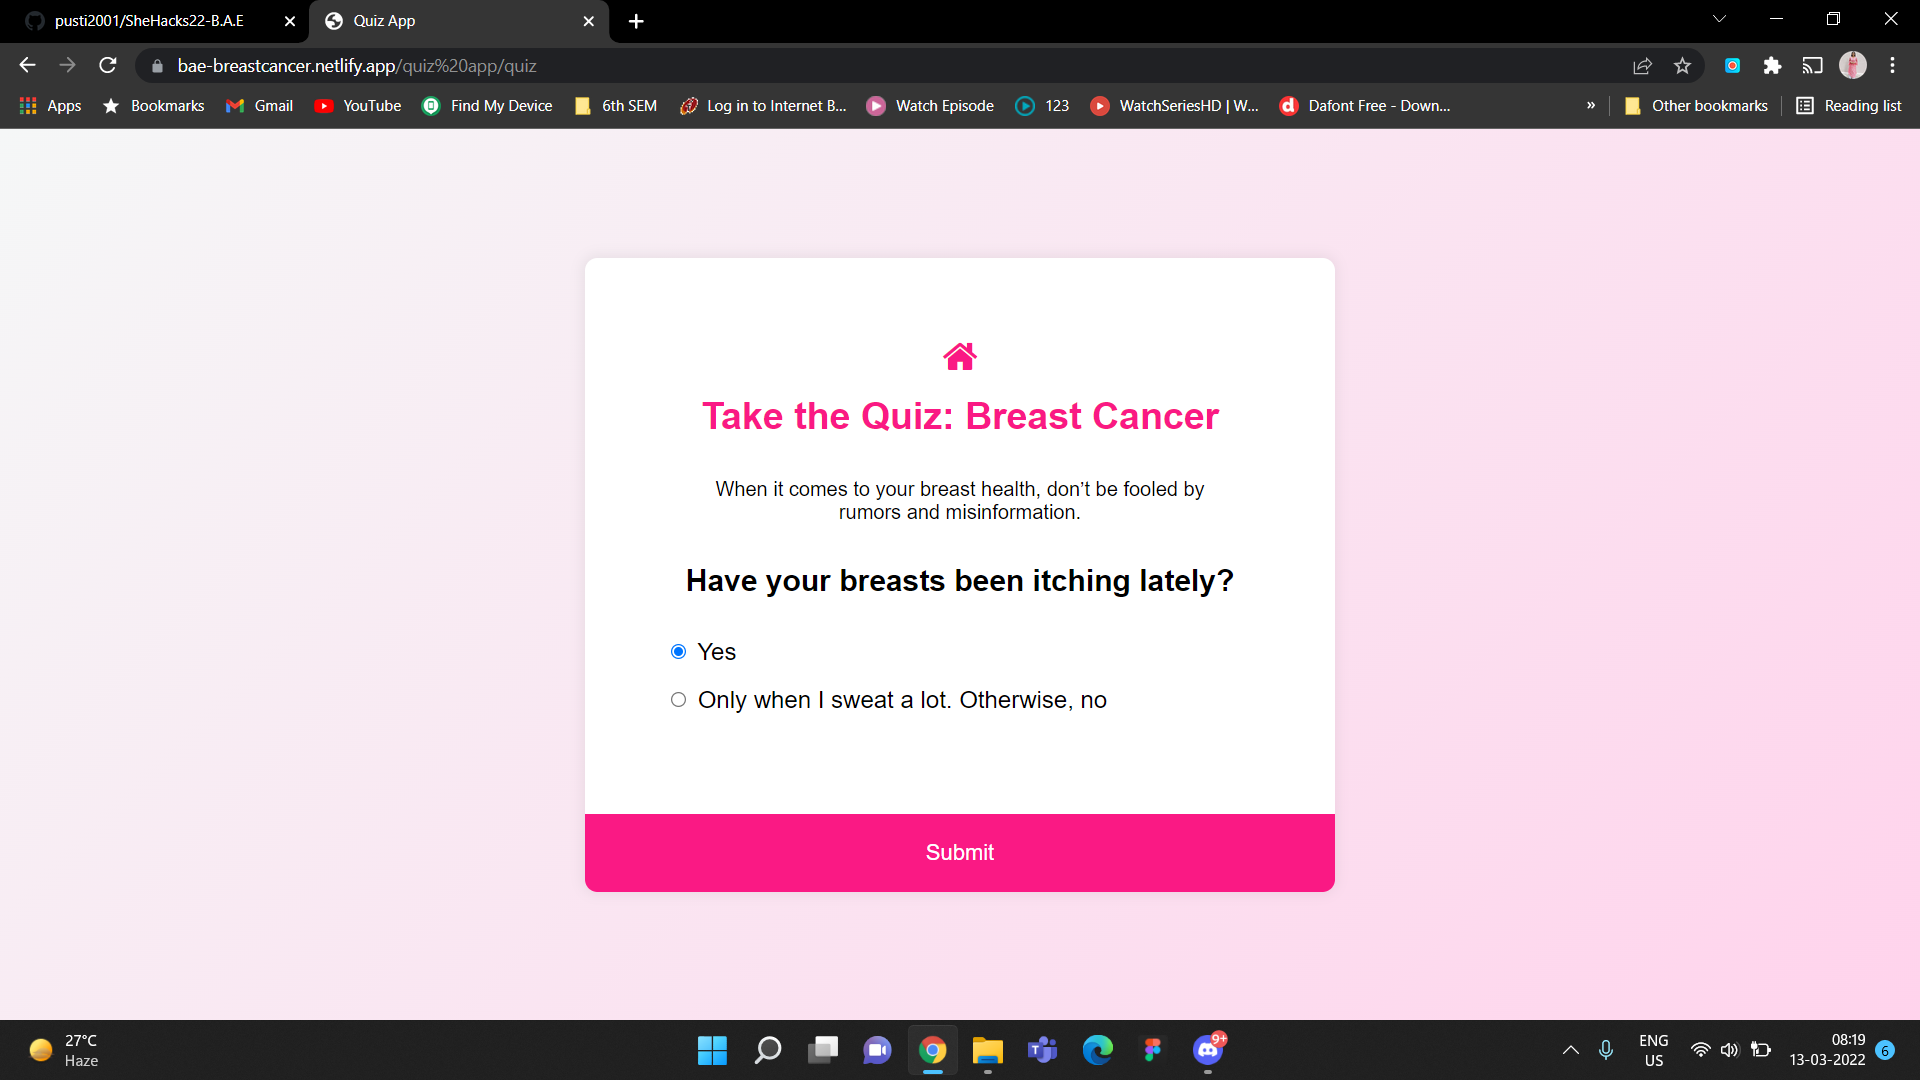 pusti2001/SheHacks22-B.A.E
Quiz App
bae-breastcancer.netlify.app/quiz%20app/quiz
Apps
Bookmarks
Gmail
YouTube
Find My Device
6th SEM
Log in to Internet B...
Watch Episode
123
WatchSeriesHD | W...
Dafont Free - Down...
»
Other bookmarks
Reading list
Take the Quiz: Breast Cancer
When it comes to your breast health, don’t be fooled by
rumors and misinformation.
Have your breasts been itching lately?
Yes
Only when I sweat a lot. Otherwise, no
Submit
27°C
Haze
9+
ENG
US
08:19
13-03-2022
6